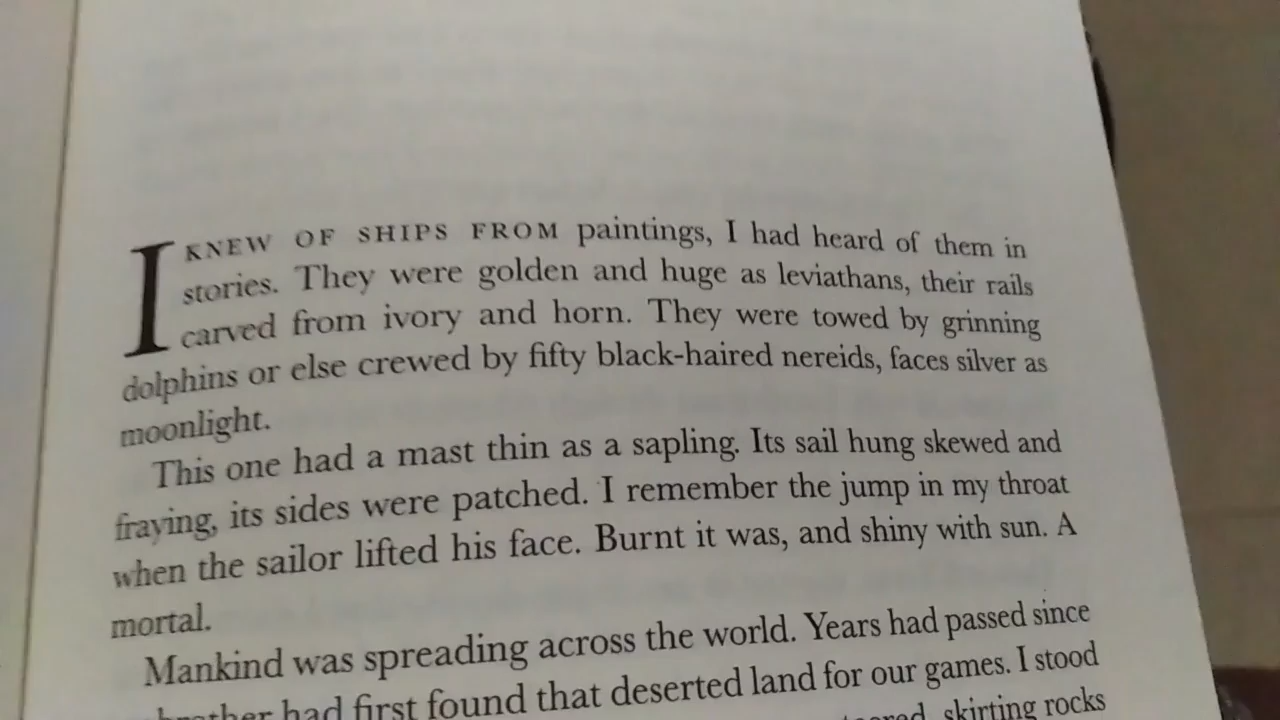 I KNEW OF SHIPS FROM paintings, I had heard of them in
stories. They were golden and huge as leviathans, their rails
carved from ivory and horn. They were towed by grinning
dolphins or else crewed by fifty black-haired nereids, faces silver as
moonlight.
This one had a mast thin as a sapling. Its sail hung skewed and
fraying, its sides were patched. I remember the jump in my throat
when the sailor lifted his face. Burnt it was, and shiny with sun. A
mortal.
Mankind was spreading across the world. Years had passed since
brother had first found that deserted land for our games. I stood
skirting rocks